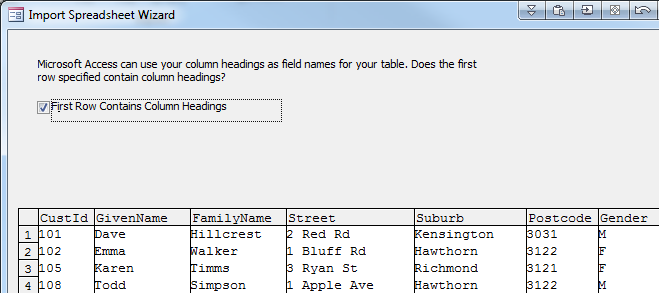 Import Spreadsheet Wizard
Microsoft Access can use your column headings as field names for your table. Does the first
row specified contain column headings?
First Row Contains Column Headings
CustId GivenName FamilyName Street Suburb Postcode Gender
1 101 Dave Hillcrest 2 Red Rd Kensington 3031 M
2 102 Emma Walker 1 Bluff Rd Hawthorn 3122 F
3 105 Karen Timms 3 Ryan St Richmond 3121 F
4 108 Todd Simpson 1 Apple Ave Hawthorn 3122 M